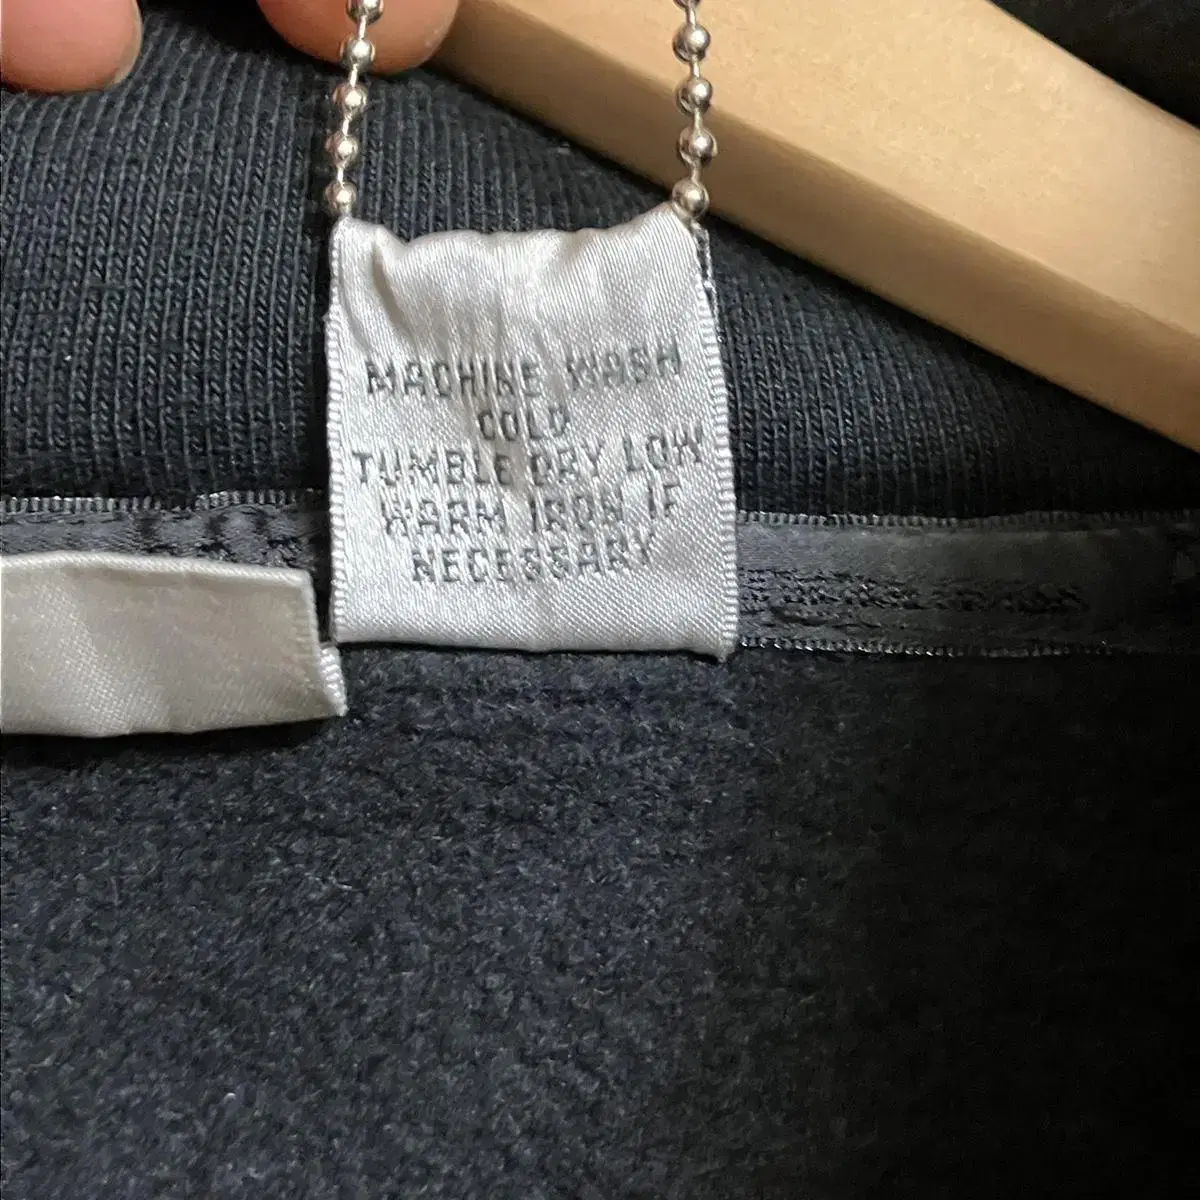 MACHINE WASH
COLD
TUMBLE DRY LOW
WARM IRON IF
NECESSARY